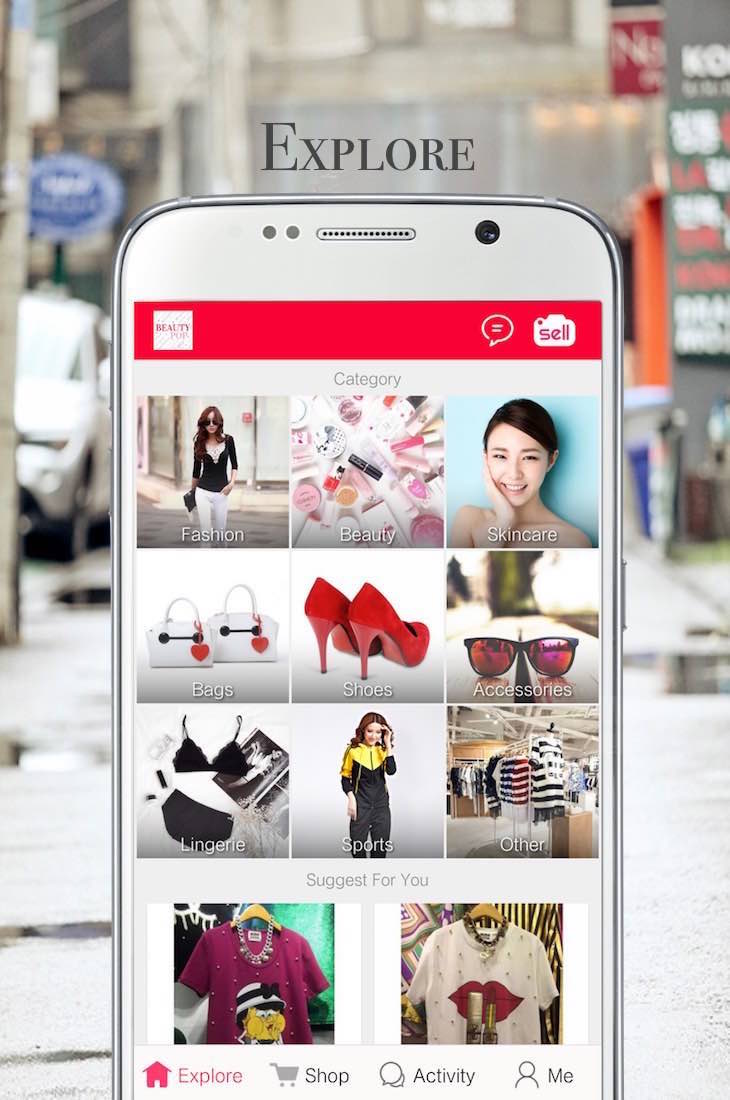 EXPLORE
BEAUTY
POP
sell
Category
Fashion
Beauty
Skincare
Bags
Shoes
Accessories
Lingerie
Sports
Other
Suggest For You
Explore
Shop
Activity
Me